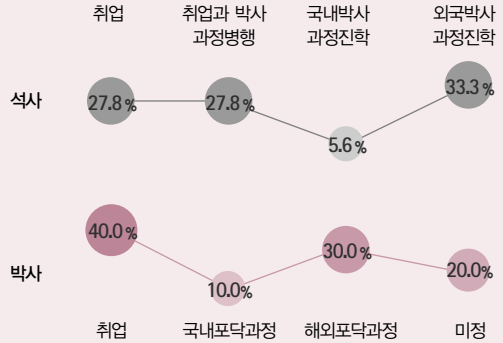 취업 취업과 박사 국내박사 외국박사
과정병행 과정진학 과정진학
석사 27.8 % 27.8 % 5.6 % 33.3 %
박사 40.0 % 10.0 % 30.0 % 20.0 %
취업 국내포닥과정 해외포닥과정 미정